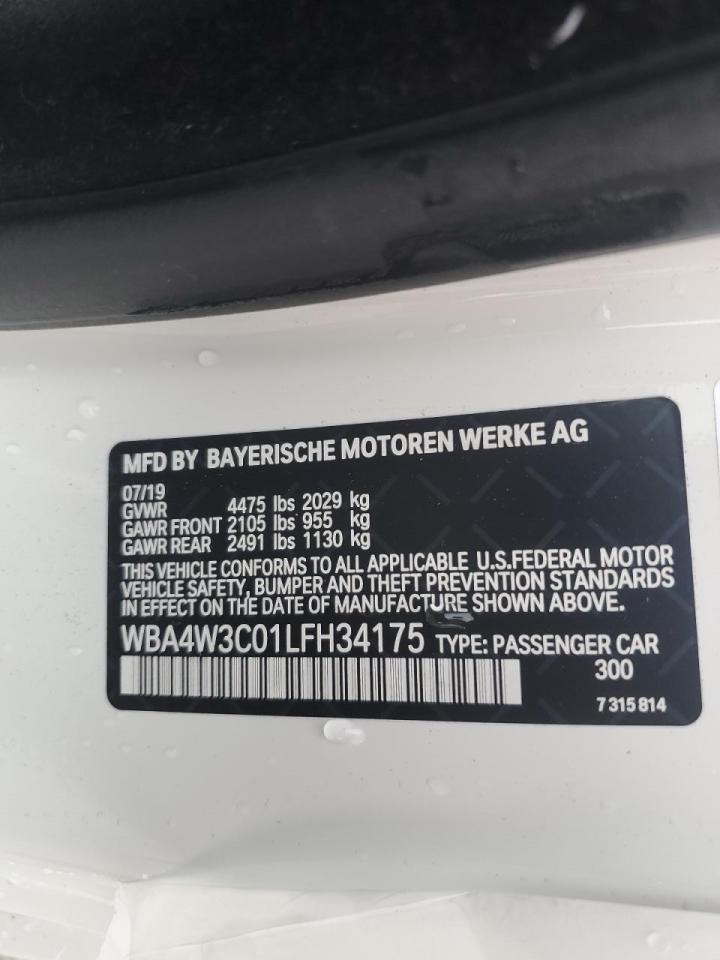 MFD BY BAYERISCHE MOTOREN WERKE AG
07/19
GVWR 4475 lbs 2029 kg
GAWR FRONT 2105 lbs 955 kg
GAWR REAR 2491 lbs 1130 kg
THIS VEHICLE CONFORMS TO ALL APPLICABLE U.S.FEDERAL MOTOR
VEHICLE SAFETY, BUMPER AND THEFT PREVENTION STANDARDS
IN EFFECT ON THE DATE OF MANUFACTURE SHOWN ABOVE.
WBA4W3C01LFH34175 TYPE: PASSENGER CAR
300
7 315 814